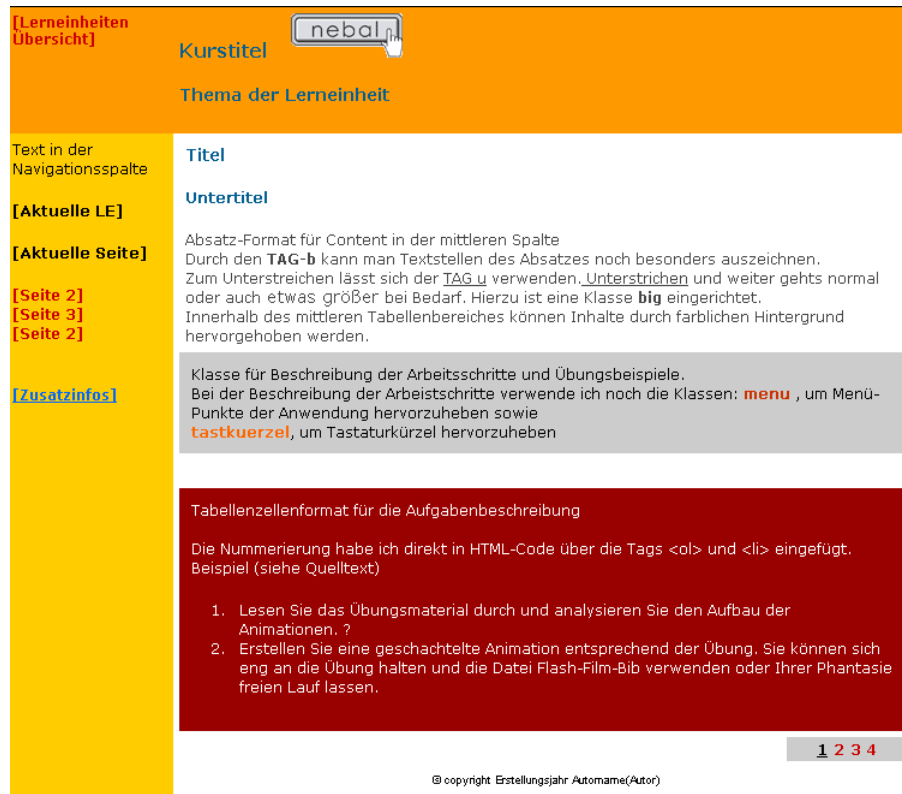 [Lerneinheiten
Übersicht]
nebal
Kurstitel
Thema der Lerneinheit
Text in der
Navigationsspalte
[Aktuelle LE]
[Aktuelle Seite]
[Seite 2]
[Seite 3]
[Seite 2]
[Zusatzinfos]
Titel
Untertitel
Absatz-Format für Content in der mittleren Spalte
Durch den TAG-b kann man Textstellen des Absatzes noch besonders auszeichnen.
Zum Unterstreichen lässt sich der TAG u verwenden. Unterstrichen und weiter gehts normal
oder auch etwas größer bei Bedarf. Hierzu ist eine Klasse big eingerichtet.
Innerhalb des mittleren Tabellenbereiches können Inhalte durch farblichen Hintergrund
hervorgehoben werden.
Klasse für Beschreibung der Arbeitsschritte und Übungsbeispiele.
Bei der Beschreibung der Arbeistschritte verwende ich noch die Klassen: menu , um Menü-
Punkte der Anwendung hervorzuheben sowie
tastkuerzel, um Tastaturkürzel hervorzuheben
Tabellenzellenformat für die Aufgabenbeschreibung
Die Nummerierung habe ich direkt in HTML-Code über die Tags <ol> und <li> eingefügt.
Beispiel (siehe Quelltext)
1. Lesen Sie das Übungsmaterial durch und analysieren Sie den Aufbau der
Animationen. ?
2. Erstellen Sie eine geschachtelte Animation entsprechend der Übung. Sie können sich
eng an die Übung halten und die Datei Flash-Film-Bib verwenden oder Ihrer Phantasie
freien Lauf lassen.
1 2 3 4
© copyright Erstellungsjahr Automame(Autor)